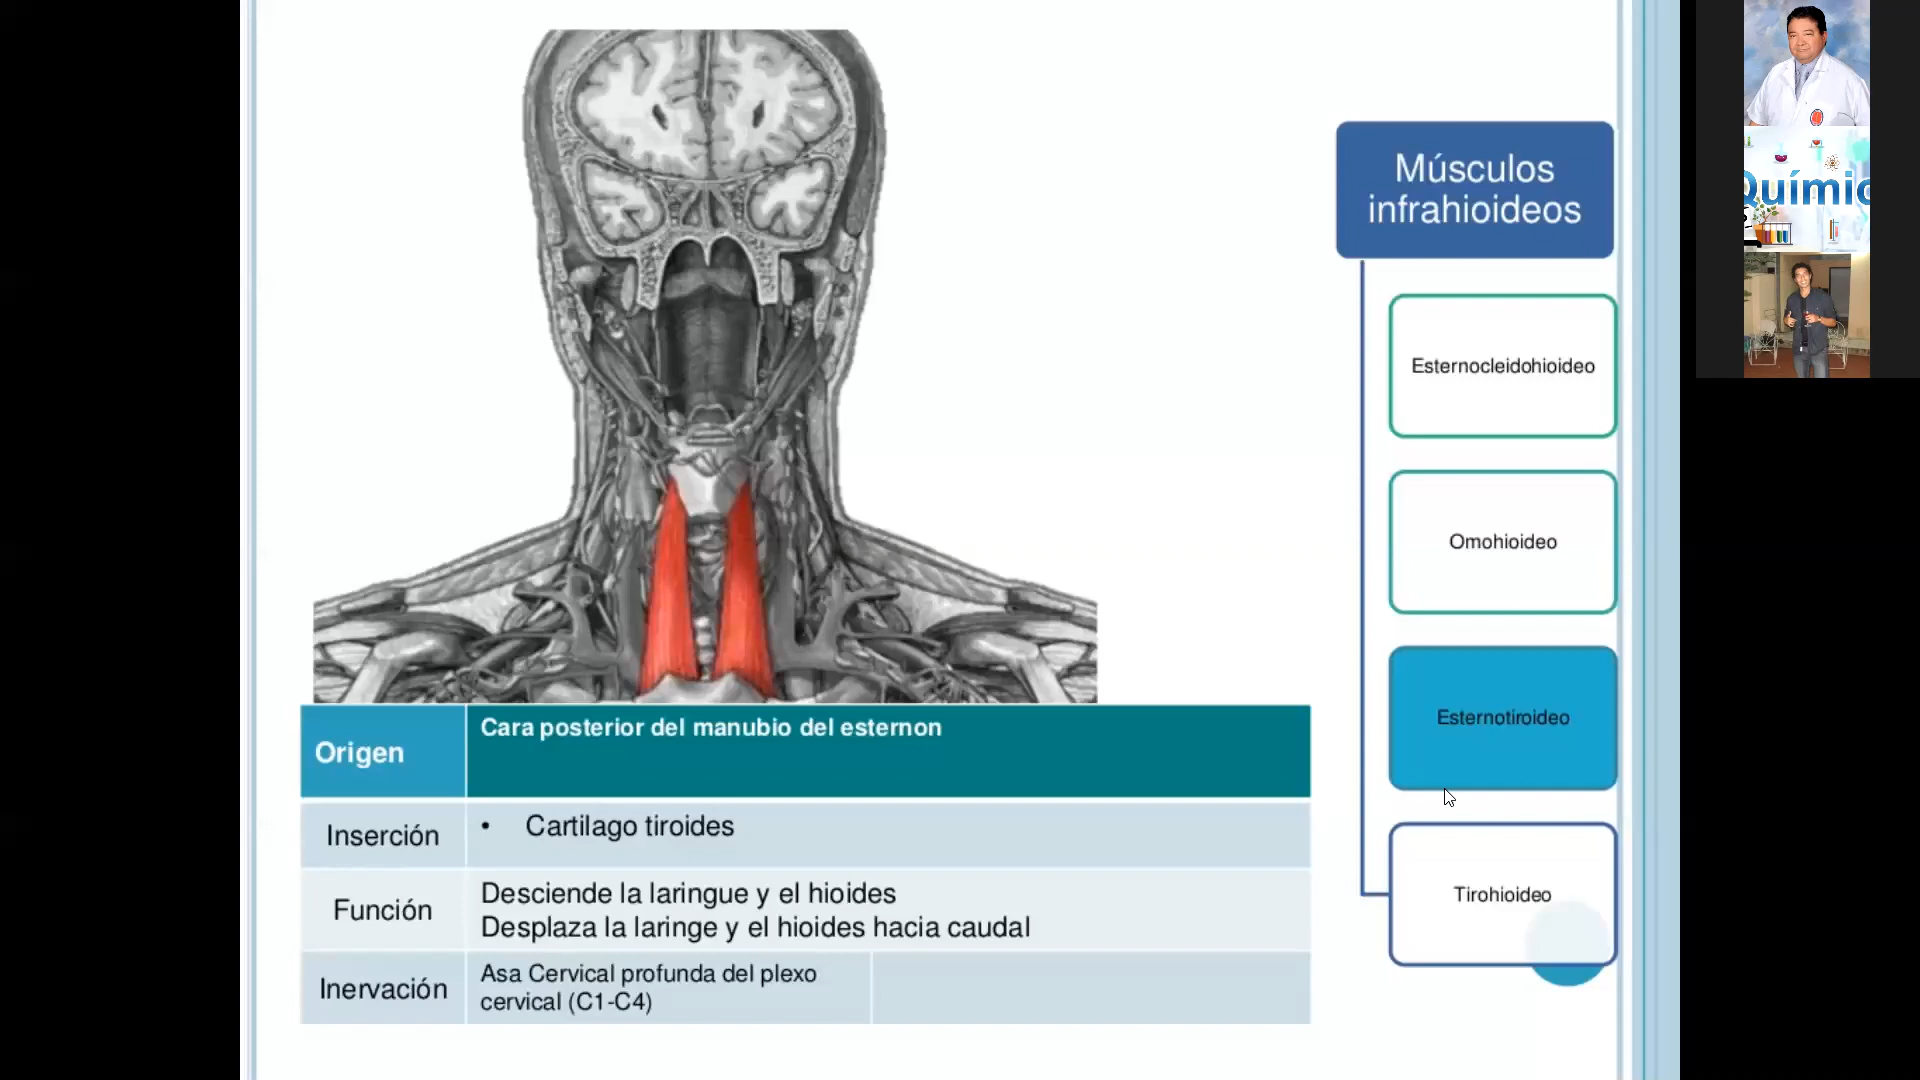 Músculos
infrahioideos
Esternocleidohioideo
Omohioideo
Esternotiroideo
Tirohioideo
Origen
Cara posterior del manubio del esternon
Inserción
• Cartilago tiroides
Función
Desciende la laringue y el hioides
Desplaza la laringe y el hioides hacia caudal
Inervación
Asa Cervical profunda del plexo
cervical (C1-C4)
Químic